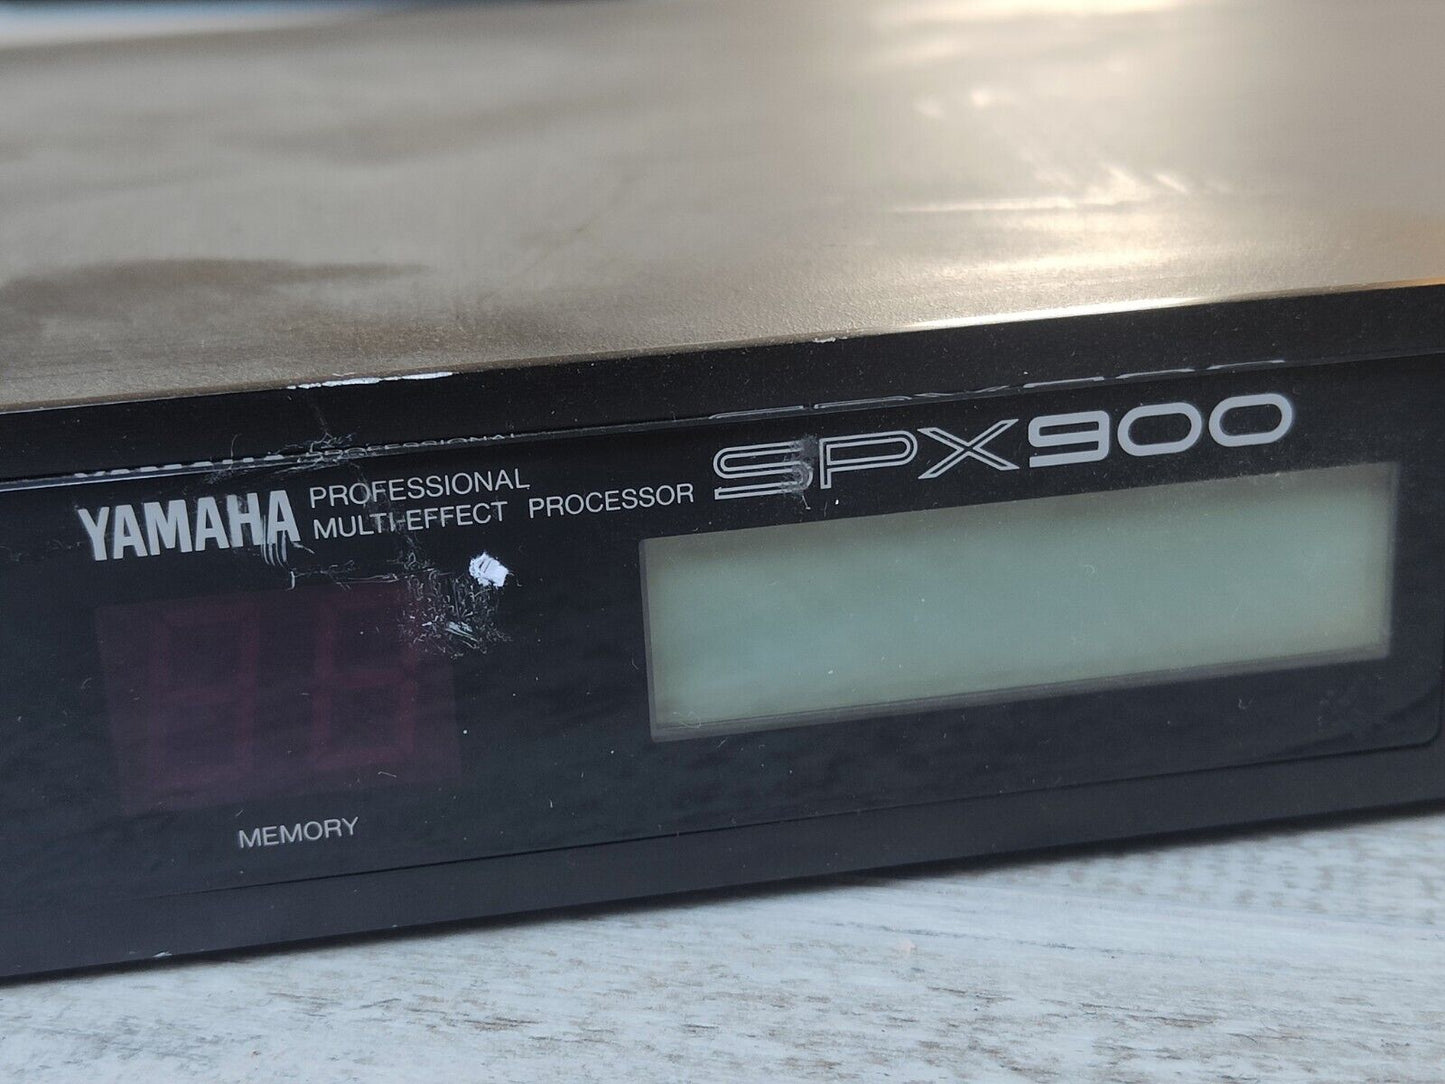 YAMAHA
PROFESSIONAL
MULTI-EFFECT PROCESSOR
SPX900
MEMORY